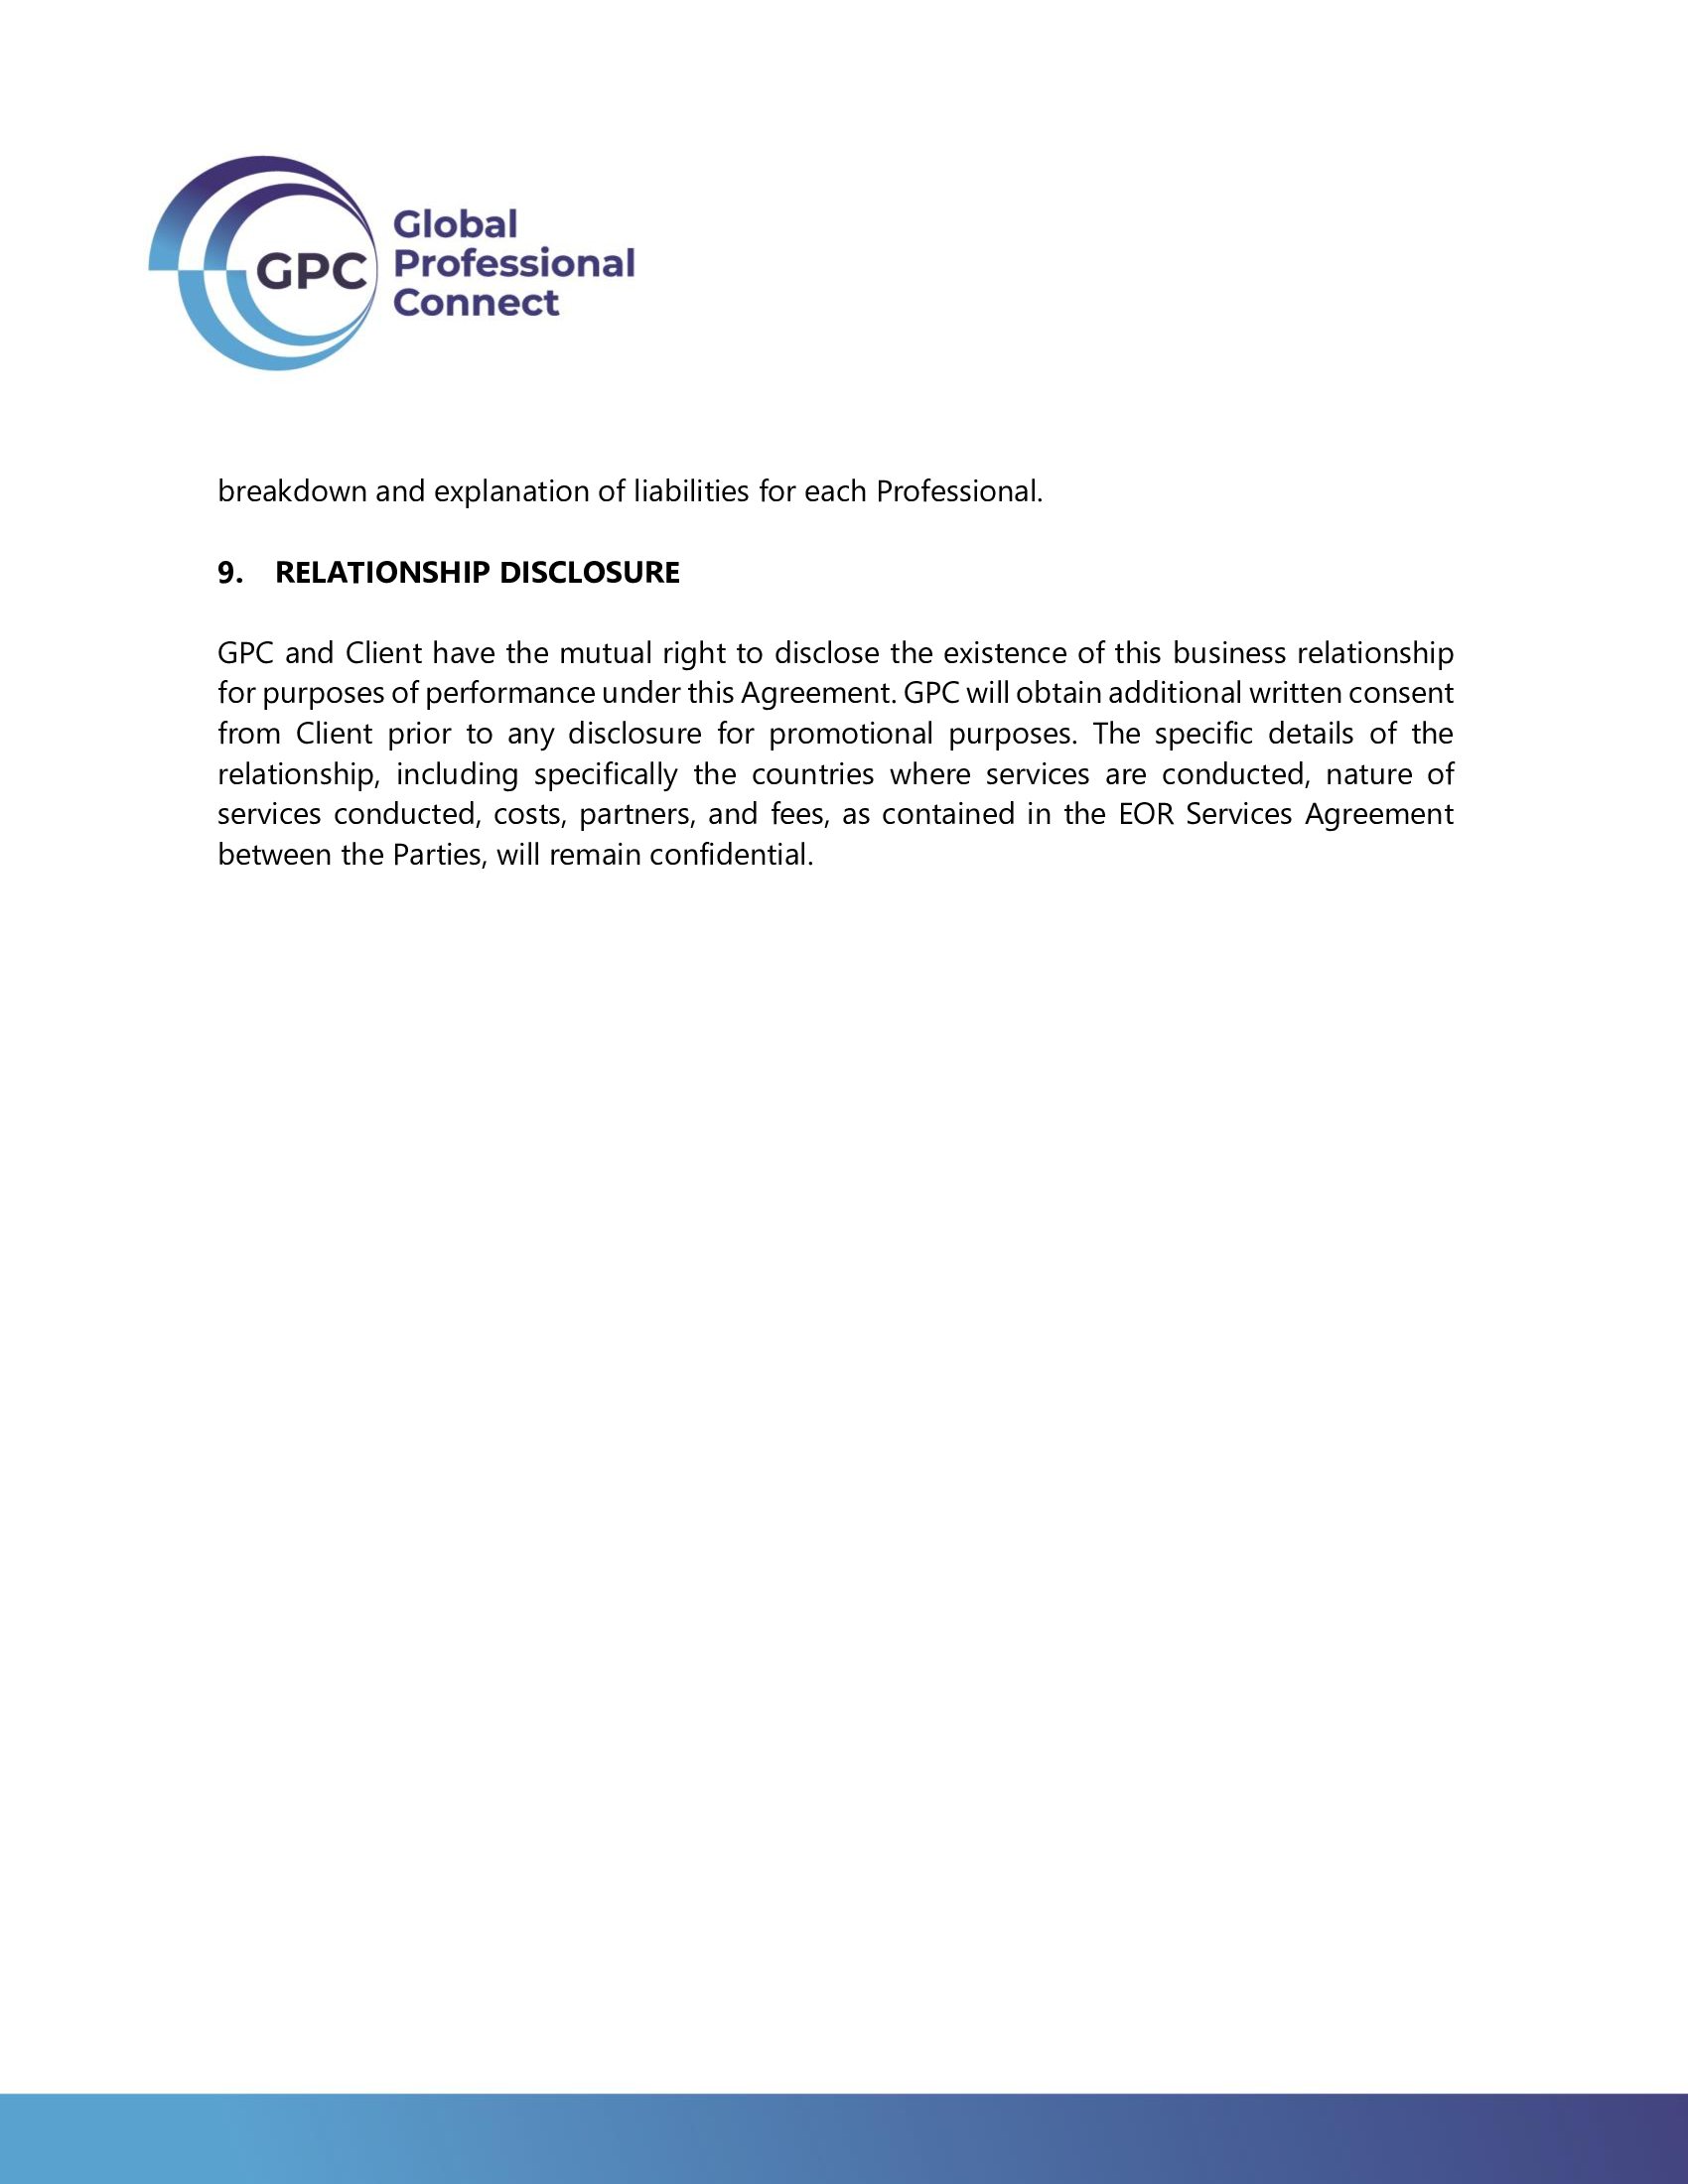 GPC
Global
Professional
Connect
breakdown and explanation of liabilities for each Professional.
9. RELATIONSHIP DISCLOSURE
GPC and Client have the mutual right to disclose the existence of this business relationship
for purposes of performance under this Agreement. GPC will obtain additional written consent
from Client prior to any disclosure for promotional purposes. The specific details of the
relationship, including specifically the countries where services are conducted, nature of
services conducted, costs, partners, and fees, as contained in the EOR Services Agreement
between the Parties, will remain confidential.